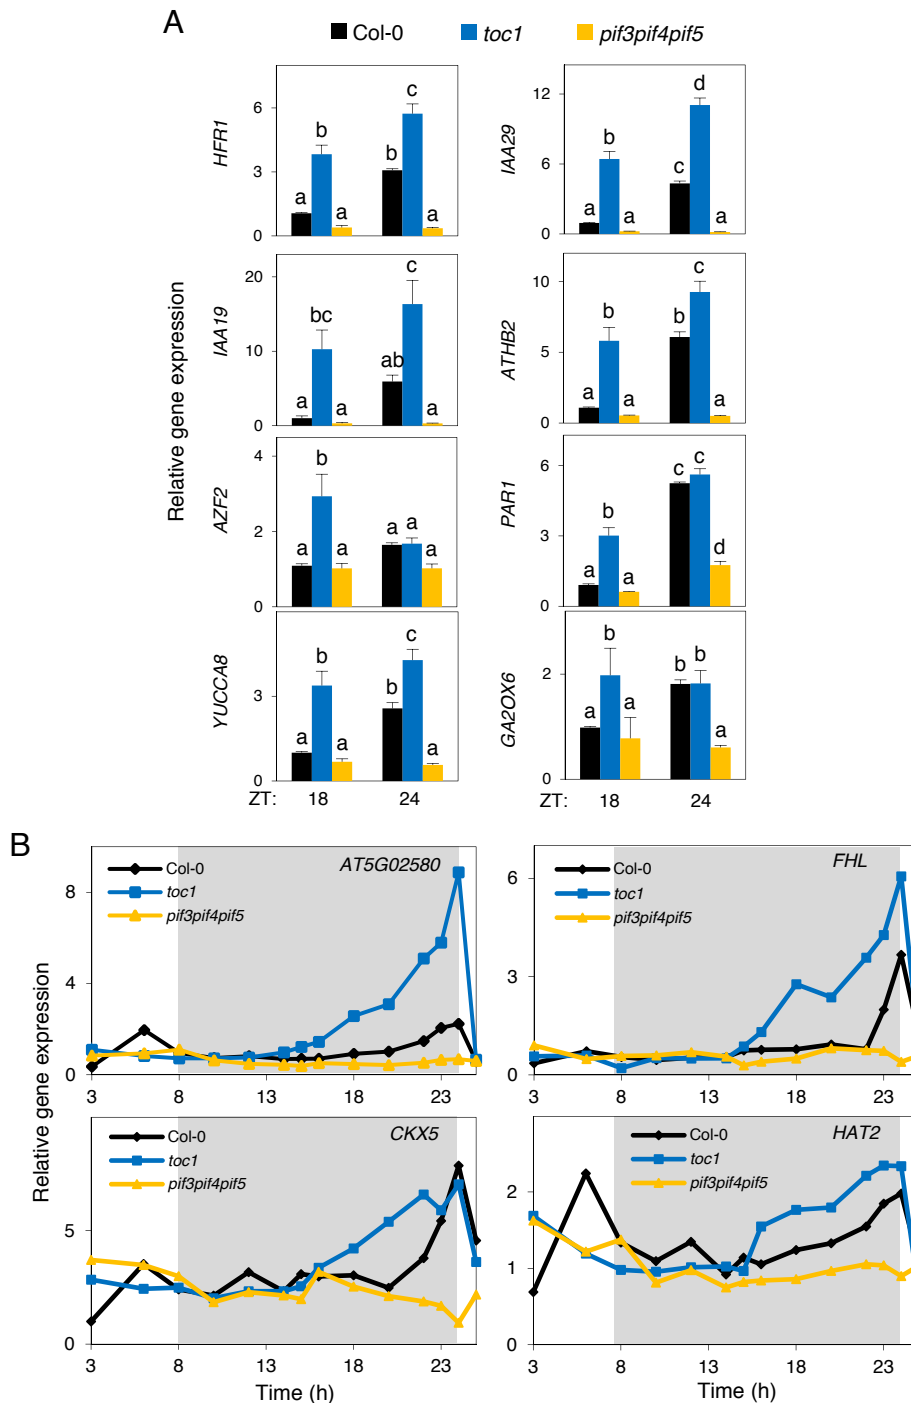 A
Col-0 toc1 pif3pif4pif5
Relative gene expression
HFR1
6
3
0
a b a b c a
IAA29
12
6
0
a b a c d a
IAA19
20
10
0
a bc a ab c a
ATHB2
10
5
0
a b a b c a
AZF2
4
2
0
a b a a a a
PAR1
6
3
0
a b a c c d
YUCCA8
3
0
a b a b c a
GA2OX6
2
0
a b a b b a
ZT: 18 24 18 24
B
Relative gene expression
AT5G02580
Col-0
toc1
pif3pif4pif5
8
4
0
3 8 13 18 23
FHL
Col-0
toc1
pif3pif4pif5
6
3
0
3 8 13 18 23
CKX5
Col-0
toc1
pif3pif4pif5
5
0
3 8 13 18 23
Time (h)
HAT2
Col-0
toc1
pif3pif4pif5
2
1
0
3 8 13 18 23
Time (h)